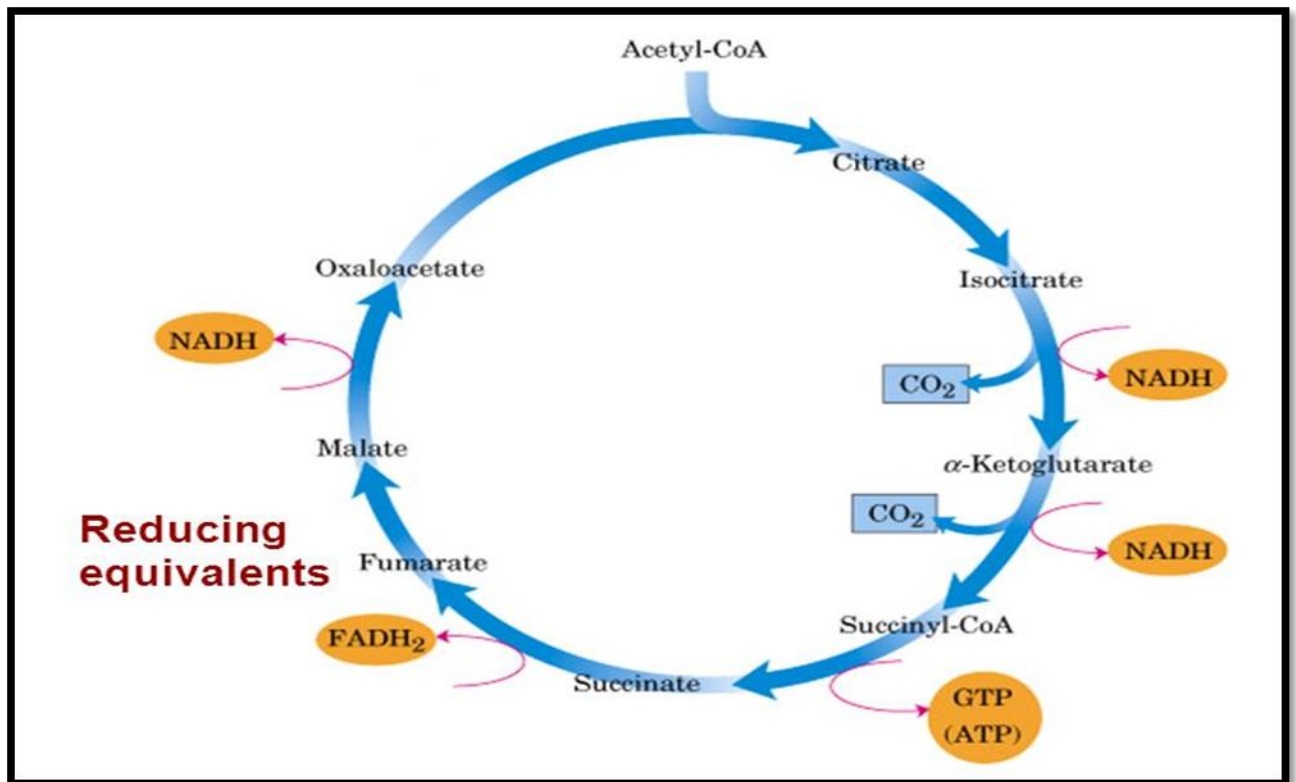 Acetyl-CoA
Citrate
Isocitrate
NADH
CO₂
α-Ketoglutarate
CO₂
NADH
Succinyl-CoA
GTP
(ATP)
Succinate
FADH₂
Fumarate
Reducing
equivalents
Malate
NADH
Oxaloacetate